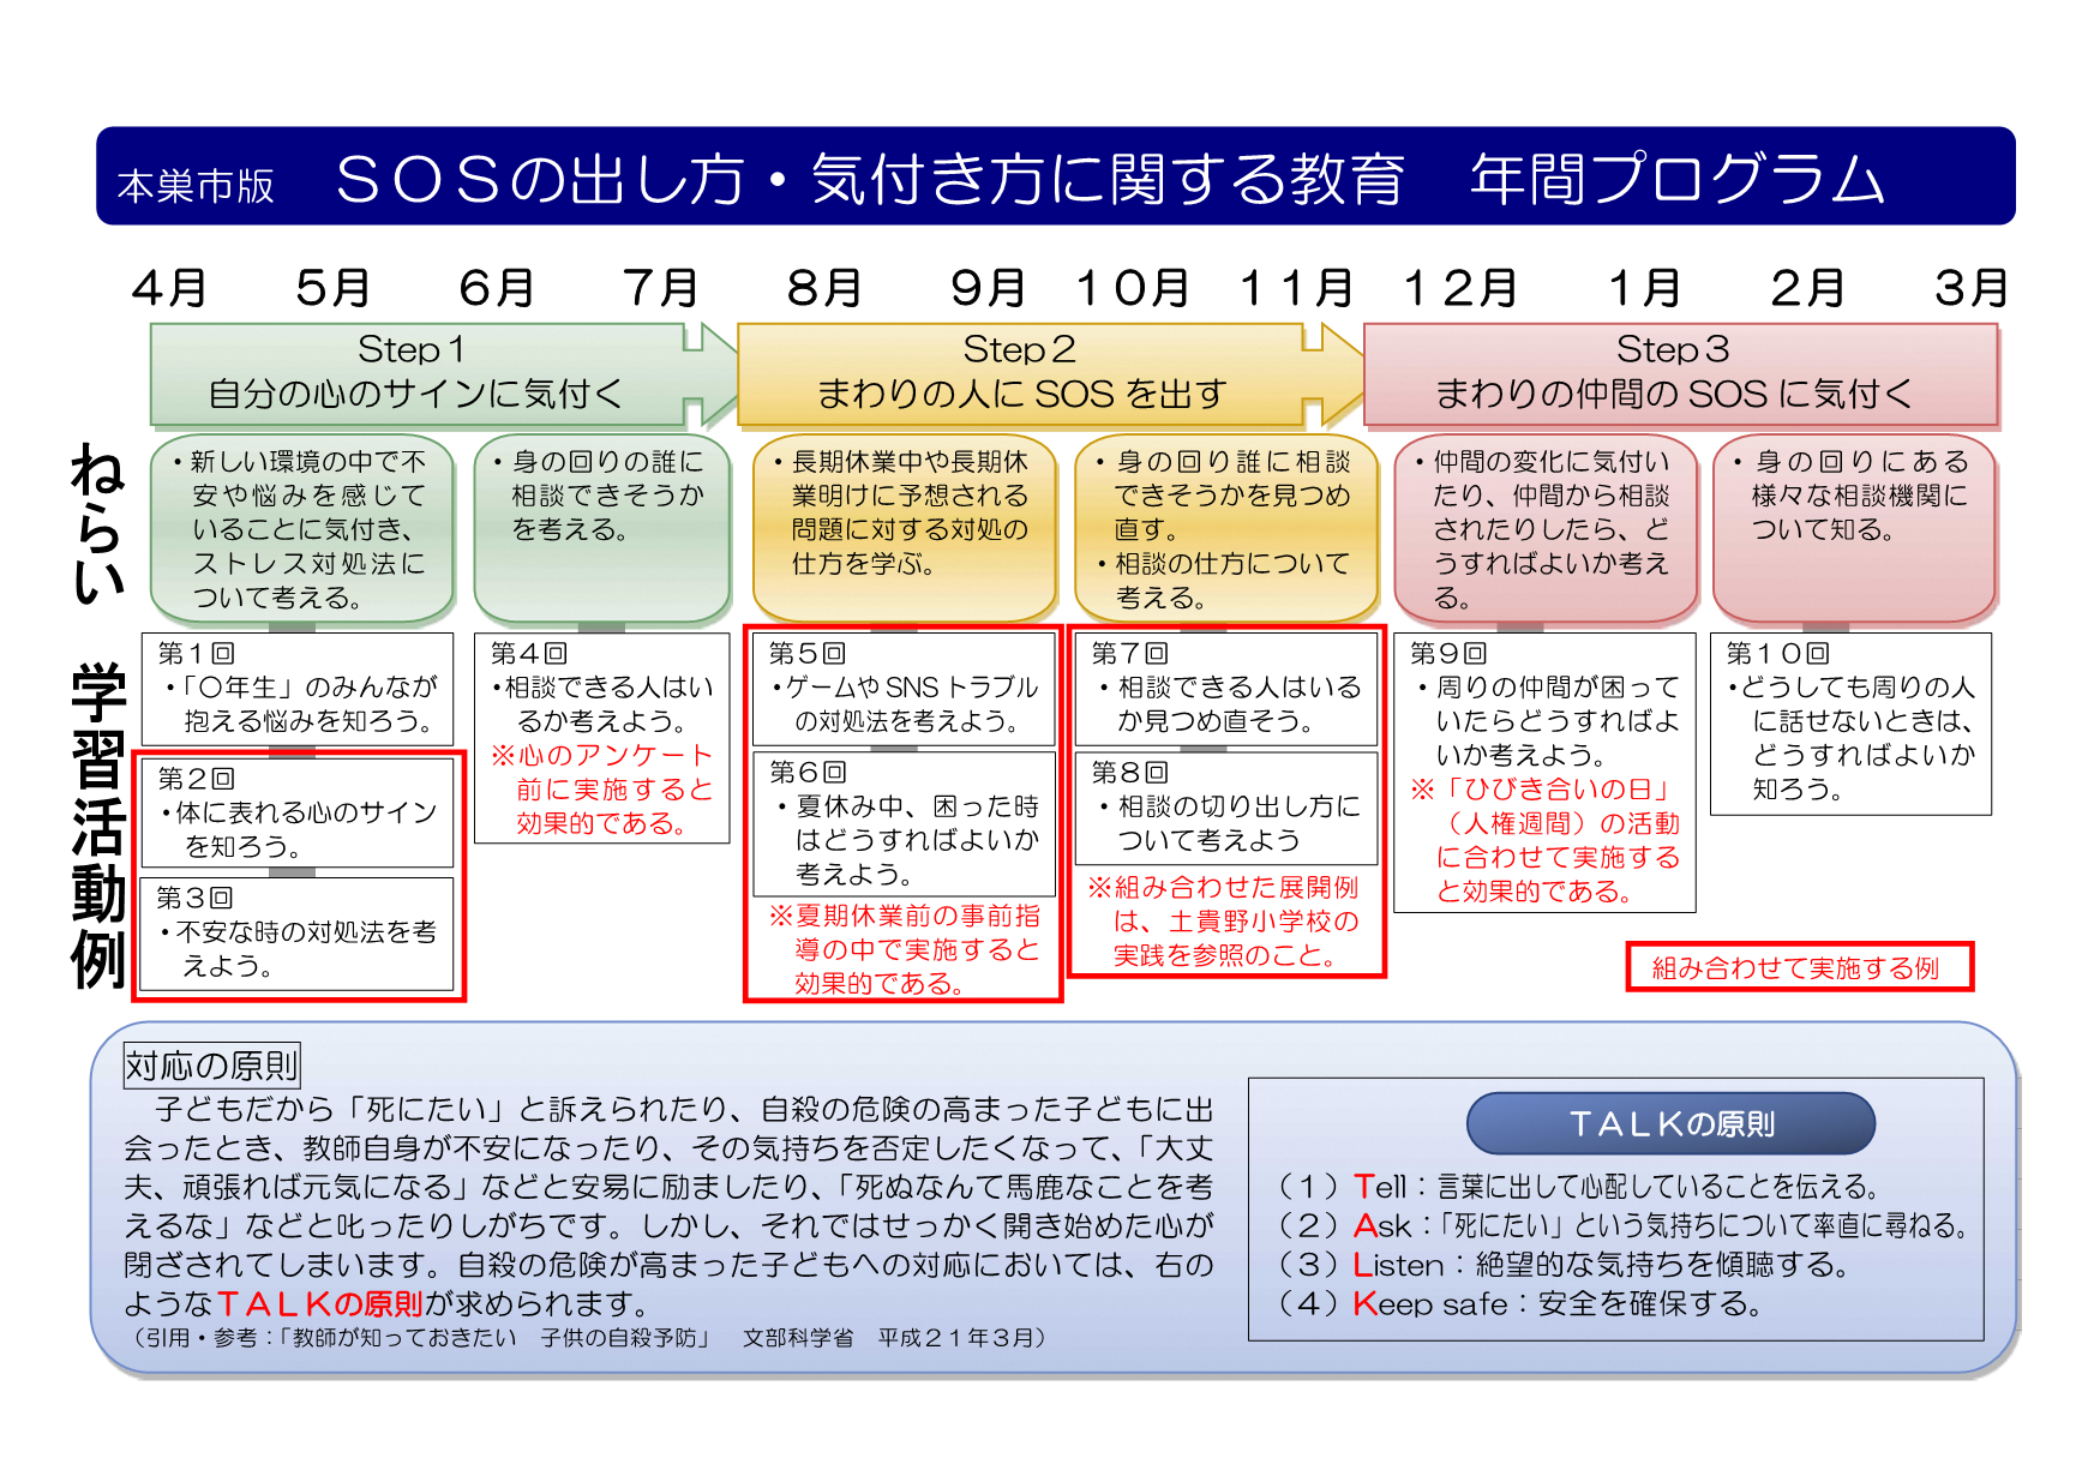 本巣市版　SOSの出し方・気付き方に関する教育　年間プログラム
4月　5月　6月　7月　8月　9月　10月　11月　12月　1月　2月　3月
Step1
自分の心のサインに気付く
Step2
まわりの人に SOS を出す
Step3
まわりの仲間の SOS に気付く
ねらい
・新しい環境の中で不
安や悩みを感じて
いることに気付き、
ストレス対処法に
ついて考える。
・身の回りの誰に
相談できそうか
を考える。
・長期休業中や長期休
業明けに予想される
問題に対する対処の
仕方を学ぶ。
・身の回り誰に相談
できそうかを見つめ
直す。
・相談の仕方について
考える。
・仲間の変化に気付い
たり、仲間から相談
されたりしたら、ど
うすればよいか考え
る。
・身の回りにある
様々な相談機関に
ついて知る。
学習活動例
第1回
・「〇年生」のみんなが
抱える悩みを知ろう。
第2回
・体に表れる心のサイン
を知ろう。
第3回
・不安な時の対処法を考
えよう。
第4回
・相談できる人はい
るか考えよう。
※心のアンケート
前に実施すると
効果的である。
第5回
・ゲームや SNS トラブル
の対処法を考えよう。
第6回
・夏休み中、困った時
はどうすればよいか
考えよう。
※夏期休業前の事前指
導の中で実施すると
効果的である。
第7回
・相談できる人はいる
か見つめ直そう。
第8回
・相談の切り出し方に
ついて考えよう
※組み合わせた展開例
は、土貴野小学校の
実践を参照のこと。
第9回
・周りの仲間が困って
いたらどうすればよ
いか考えよう。
※「ひびき合いの日」
（人権週間）の活動
に合わせて実施する
と効果的である。
第10回
・どうしても周りの人
に話せないときは、
どうすればよいか
知ろう。
組み合わせて実施する例
対応の原則
子どもだから「死にたい」と訴えられたり、自殺の危険の高まった子どもに出
会ったとき、教師自身が不安になったり、その気持ちを否定したくなって、「大丈
夫、頑張れば元気になる」などと安易に励ましたり、「死ぬなんて馬鹿なことを考
えるな」などと叱ったりしがちです。しかし、それではせっかく開き始めた心が
閉ざされてしまいます。自殺の危険が高まった子どもへの対応においては、右の
ようなTALKの原則が求められます。
（引用・参考：「教師が知っておきたい　子供の自殺予防」　文部科学省　平成21年3月）
TALKの原則
（1）Tell：言葉に出して心配していることを伝える。
（2）Ask：「死にたい」という気持ちについて率直に尋ねる。
（3）Listen：絶望的な気持ちを傾聴する。
（4）Keep safe：安全を確保する。